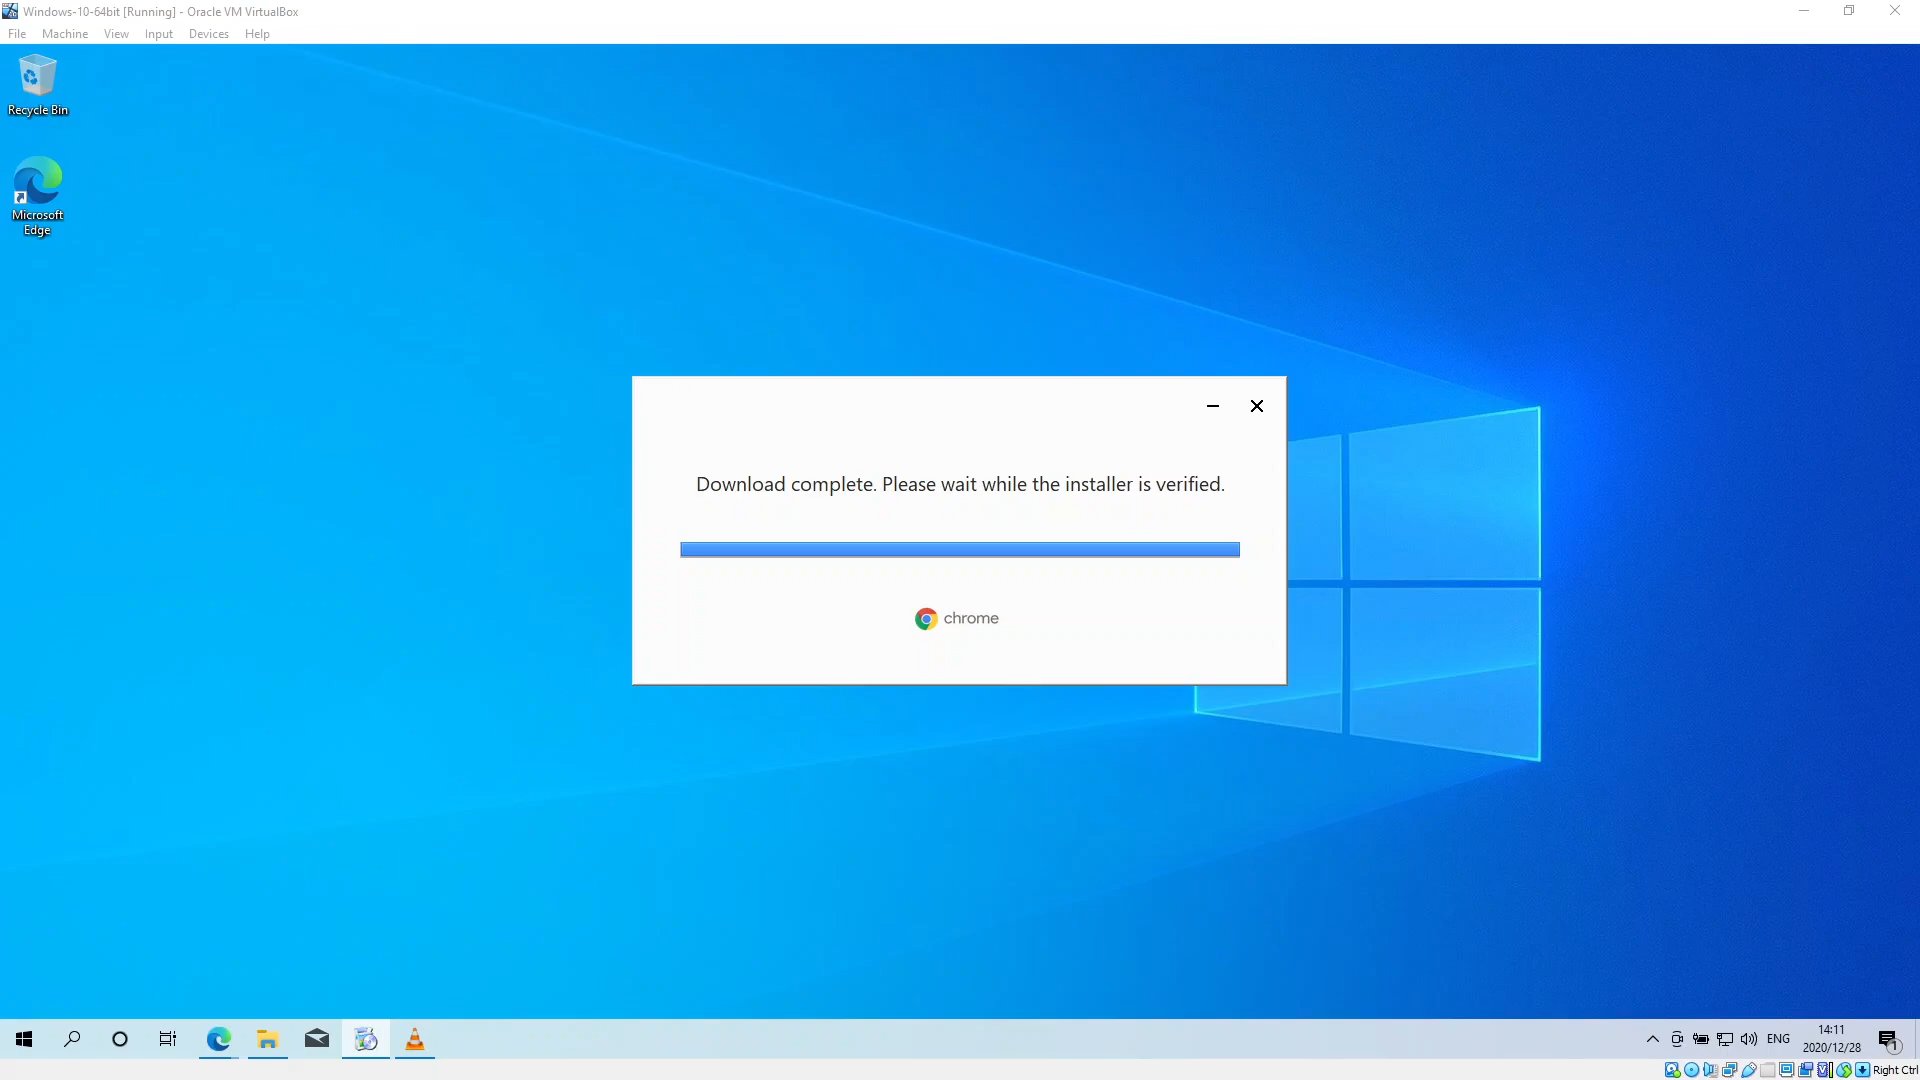 Windows-10-64bit [Running] - Oracle VM VirtualBox
File Machine View Input Devices Help
Recycle Bin
Microsoft
Edge
Download complete. Please wait while the installer is verified.
chrome
ENG
14:11
2020/12/28
1
Right Ctrl